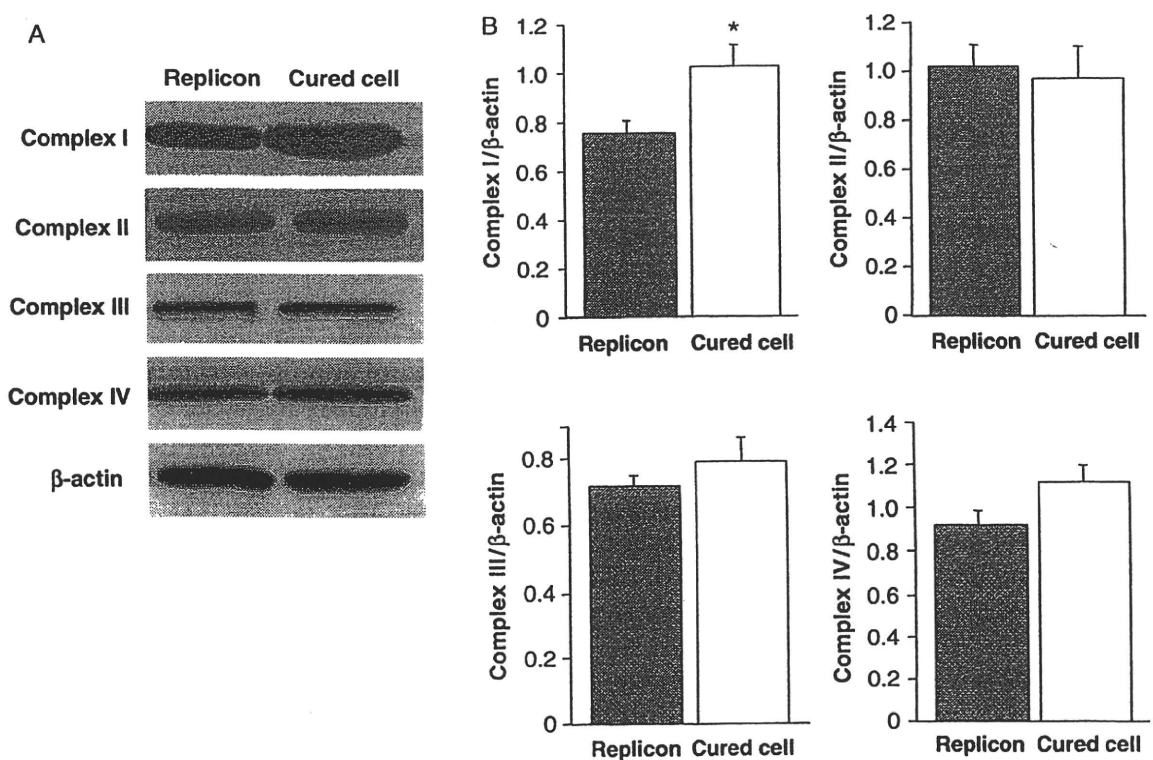 A
Replicon Cured cell
Complex I
Complex II
Complex III
Complex IV
β-actin
B
Complex I/β-actin
1.2
1.0
0.8
0.6
0.4
0.2
0
*
Replicon Cured cell
Complex II/β-actin
1.2
1.0
0.8
0.6
0.4
0.2
0
Replicon Cured cell
Complex III/β-actin
0.8
0.6
0.4
0.2
0
Replicon Cured cell
Complex IV/β-actin
1.4
1.2
1.0
0.8
0.6
0.4
0.2
0
Replicon Cured cell